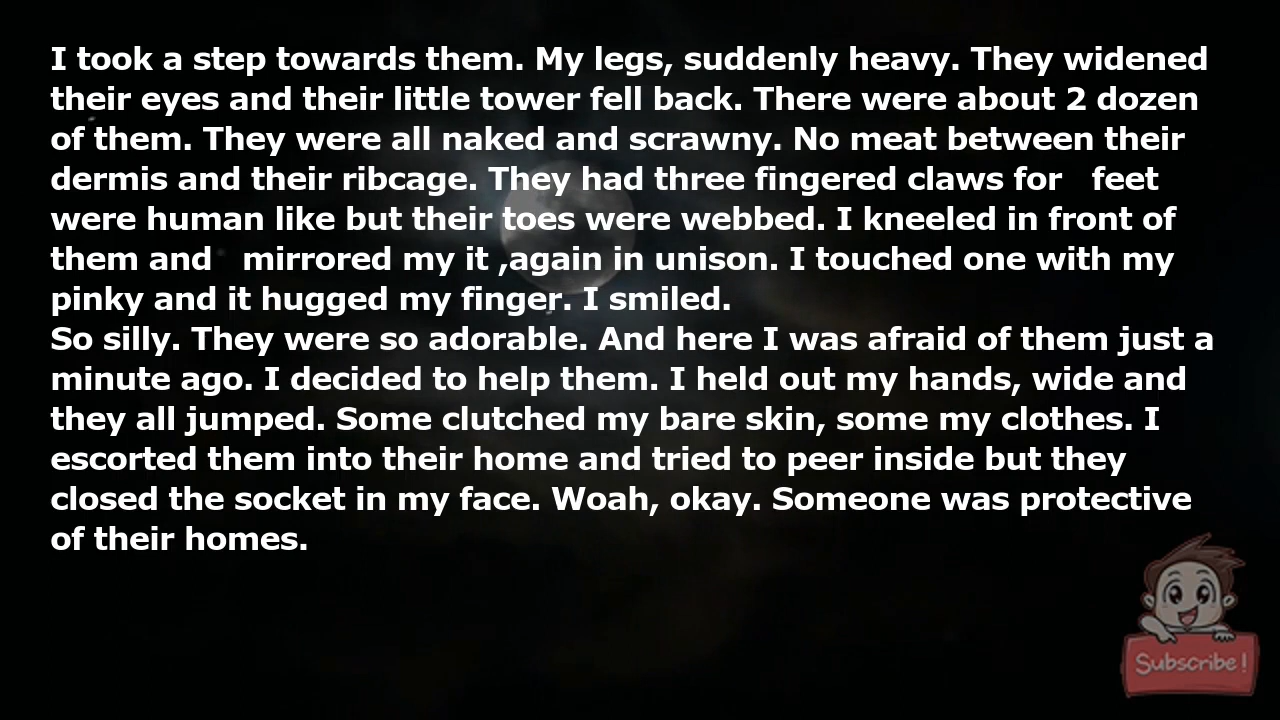 I took a step towards them. My legs, suddenly heavy. They widened
their eyes and their little tower fell back. There were about 2 dozen
of them. They were all naked and scrawny. No meat between their
dermis and their ribcage. They had three fingered claws for   feet
were human like but their toes were webbed. I kneeled in front of
them and   mirrored my it ,again in unison. I touched one with my
pinky and it hugged my finger. I smiled.
So silly. They were so adorable. And here I was afraid of them just a
minute ago. I decided to help them. I held out my hands, wide and
they all jumped. Some clutched my bare skin, some my clothes. I
escorted them into their home and tried to peer inside but they
closed the socket in my face. Woah, okay. Someone was protective
of their homes.
Subscribe!